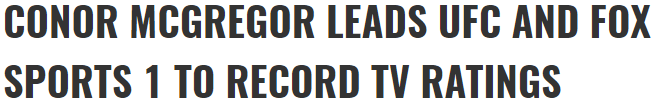 CONOR MCGREGOR LEADS UFC AND FOX
SPORTS 1 TO RECORD TV RATINGS